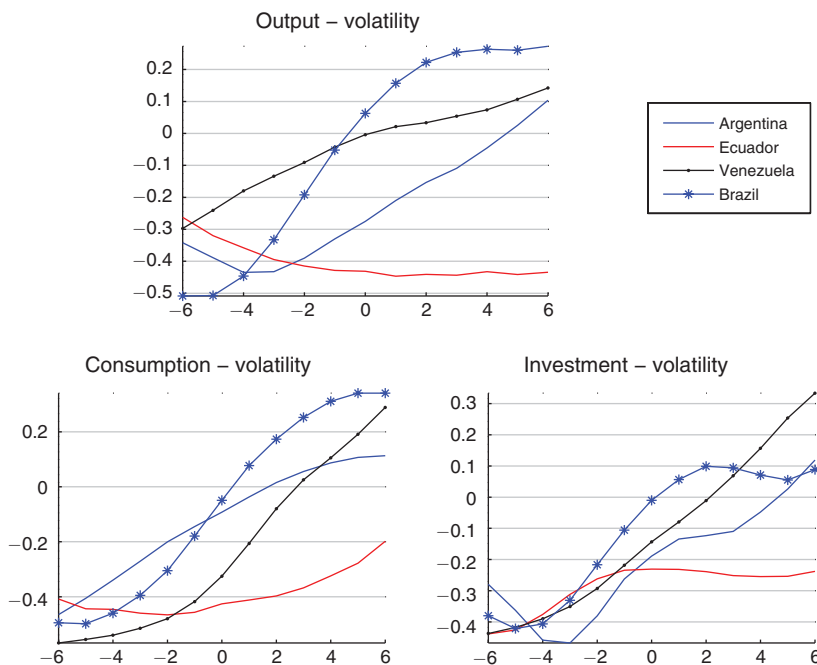 Output – volatility
0.2
0.1
0
−0.1
−0.2
−0.3
−0.4
−0.5
−6 −4 −2 0 2 4 6
Argentina
Ecuador
Venezuela
Brazil
Consumption – volatility
0.2
0
−0.2
−0.4
−6 −4 −2 0 2 4 6
Investment – volatility
0.3
0.2
0.1
0
−0.1
−0.2
−0.3
−0.4
−6 −4 −2 0 2 4 6